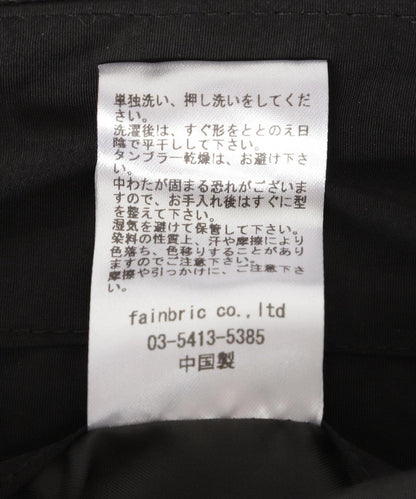 単独洗い、押し洗いをしてくだ
さい。
洗濯後は、すぐ形をととのえ日
陰で平干しして下さい。
タンブラー乾燥は、お避け下さ
い。
中わたが固まる恐れがございま
すので、お手入れ後はすぐに型
を整えて下さい。
湿気を避けて保管して下さい。
染料の性質上、汗や摩擦により
色落ち、色移りすることがあり
ますのでご注意下さい。
摩擦や引っかけに、ご注意下さ
い。
fainbric co.,ltd
03-5413-5385
中国製